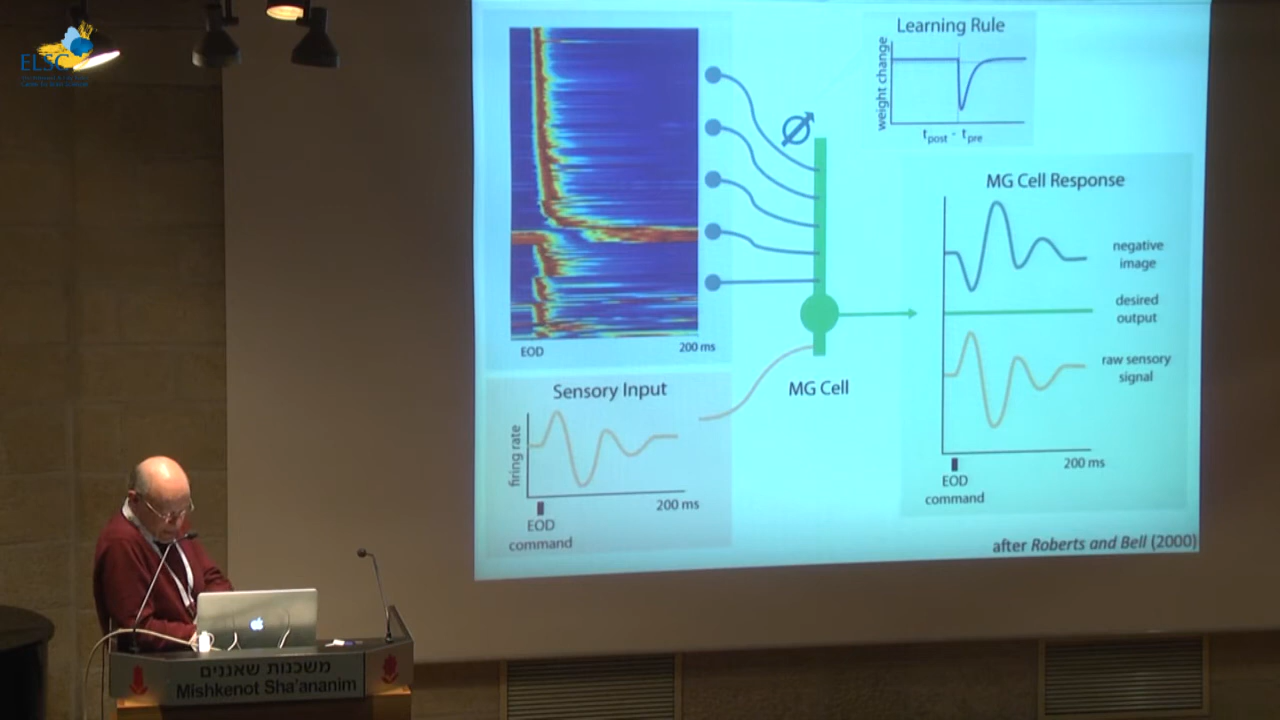 ELSC
Learning Rule
weight change
tpost - tpre
MG Cell Response
negative
image
desired
output
raw sensory
signal
200 ms
EOD
command
EOD
200 ms
Sensory Input
firing rate
200 ms
EOD
command
MG Cell
after Roberts and Bell (2000)
משכנות שאננים
Mishkenot Sha'ananim